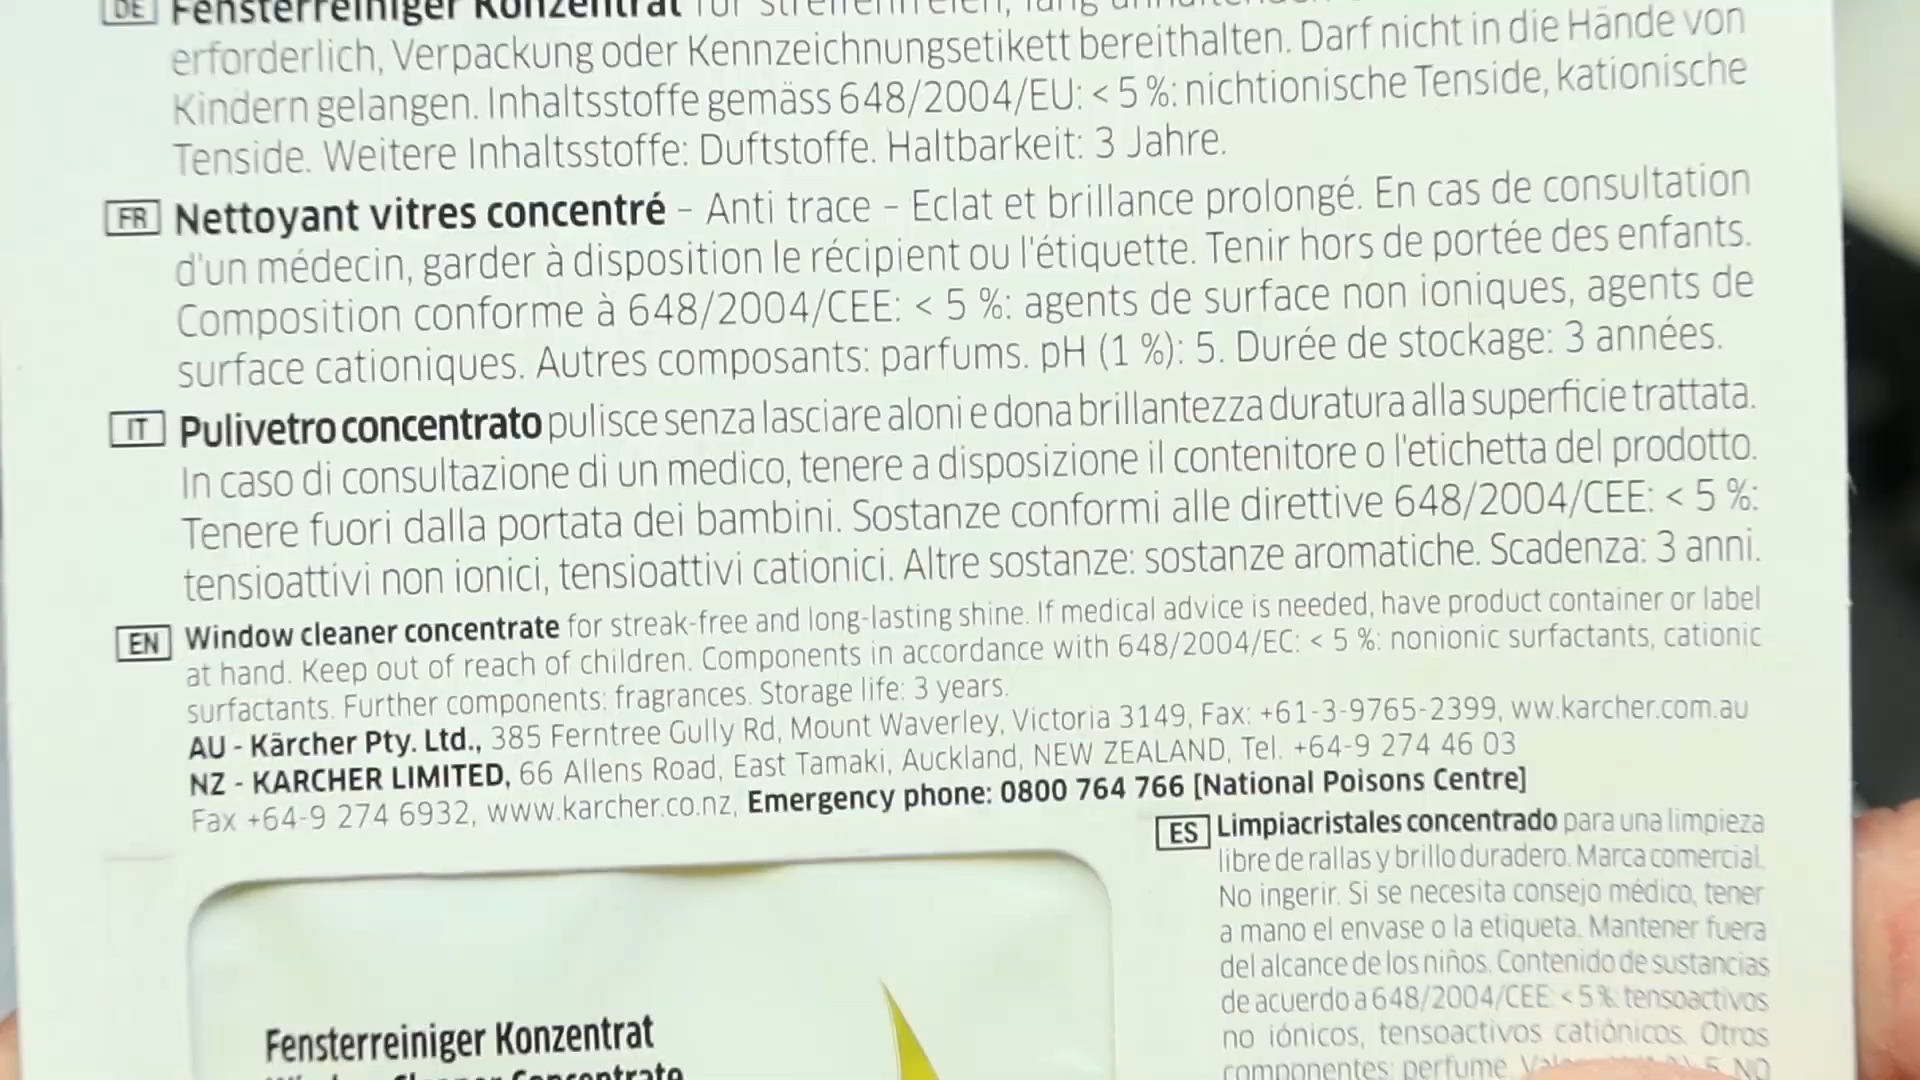 DE Fensterreiniger Konzentrat für streifenfreien, lang
erforderlich, Verpackung oder Kennzeichnungsetikett bereithalten. Darf nicht in die Hände von
Kindern gelangen. Inhaltsstoffe gemäss 648/2004/EU: < 5 %: nichtionische Tenside, kationische
Tenside. Weitere Inhaltsstoffe: Duftstoffe. Haltbarkeit: 3 Jahre.
FR Nettoyant vitres concentré – Anti trace – Eclat et brillance prolongé. En cas de consultation
d'un médecin, garder à disposition le récipient ou l'étiquette. Tenir hors de portée des enfants.
Composition conforme à 648/2004/CEE: < 5 %: agents de surface non ioniques, agents de
surface cationiques. Autres composants: parfums. pH (1 %): 5. Durée de stockage: 3 années.
IT Pulivetro concentrato pulisce senza lasciare aloni e dona brillantezza duratura alla superficie trattata.
In caso di consultazione di un medico, tenere a disposizione il contenitore o l'etichetta del prodotto.
Tenere fuori dalla portata dei bambini. Sostanze conformi alle direttive 648/2004/CEE: < 5 %:
tensioattivi non ionici, tensioattivi cationici. Altre sostanze: sostanze aromatiche. Scadenza: 3 anni.
EN Window cleaner concentrate for streak-free and long-lasting shine. If medical advice is needed, have product container or label
at hand. Keep out of reach of children. Components in accordance with 648/2004/EC: < 5 %: nonionic surfactants, cationic
surfactants. Further components: fragrances. Storage life: 3 years.
AU - Kärcher Pty. Ltd., 385 Ferntree Gully Rd, Mount Waverley, Victoria 3149, Fax: +61-3-9765-2399, ww.karcher.com.au
NZ - KARCHER LIMITED, 66 Allens Road, East Tamaki, Auckland, NEW ZEALAND, Tel. +64-9 274 46 03
Fax +64-9 274 6932, www.karcher.co.nz, Emergency phone: 0800 764 766 [National Poisons Centre]
ES Limpiacristales concentrado para una limpieza
libre de rallas y brillo duradero. Marca comercial.
No ingerir. Si se necesita consejo médico, tener
a mano el envase o la etiqueta. Mantener fuera
del alcance de los niños. Contenido de sustancias
de acuerdo a 648/2004/CEE: < 5 %: tensoactivos
no iónicos, tensoactivos catiónicos. Otros
componentes: perfume. 5. NO
Fensterreiniger Konzentrat
Window Cleaner Concentrate